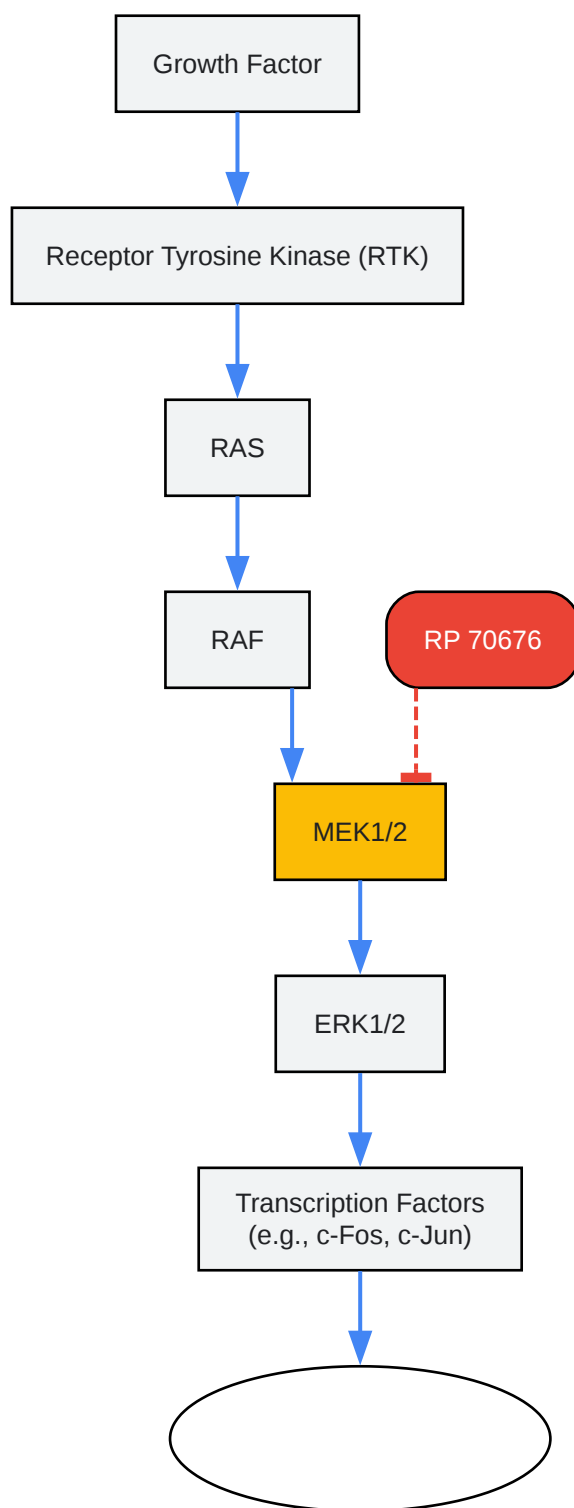 Growth Factor
Receptor Tyrosine Kinase (RTK)
RAS
RAF
RP 70676
MEK1/2
ERK1/2
Transcription Factors
(e.g., c-Fos, c-Jun)